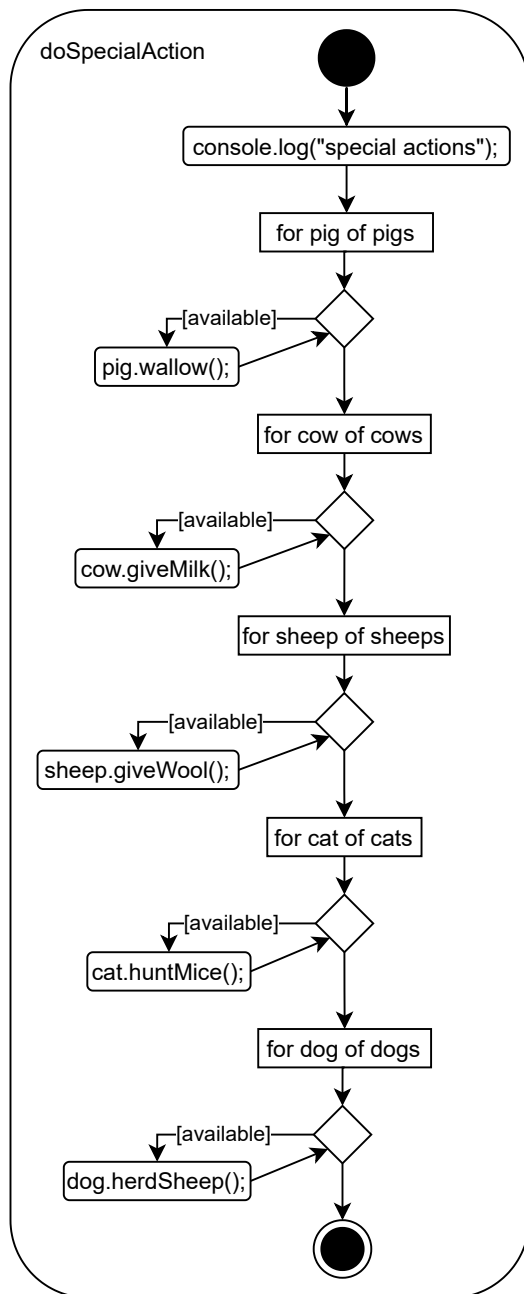 doSpecialAction
console.log("special actions");
for pig of pigs
[available]
pig.wallow();
for cow of cows
[available]
cow.giveMilk();
for sheep of sheeps
[available]
sheep.giveWool();
for cat of cats
[available]
cat.huntMice();
for dog of dogs
[available]
dog.herdSheep();